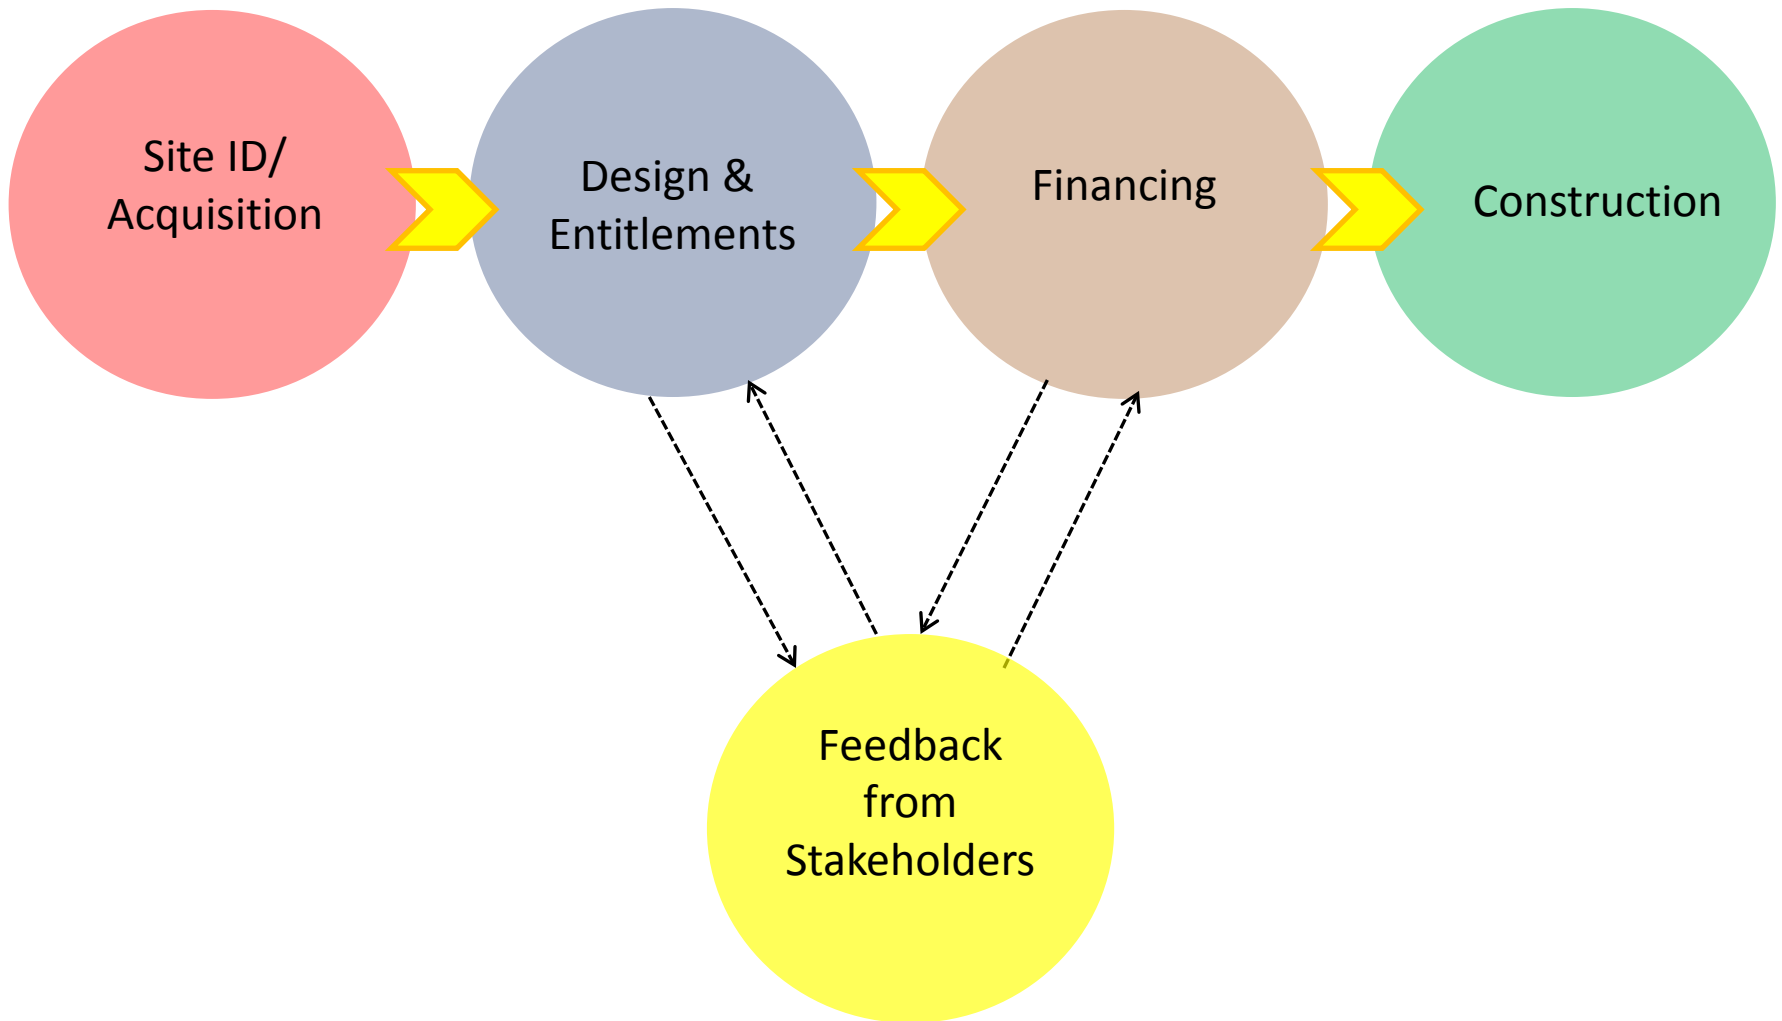 Site ID/
Acquisition
Design &
Entitlements
Financing
Construction
Feedback
from
Stakeholders